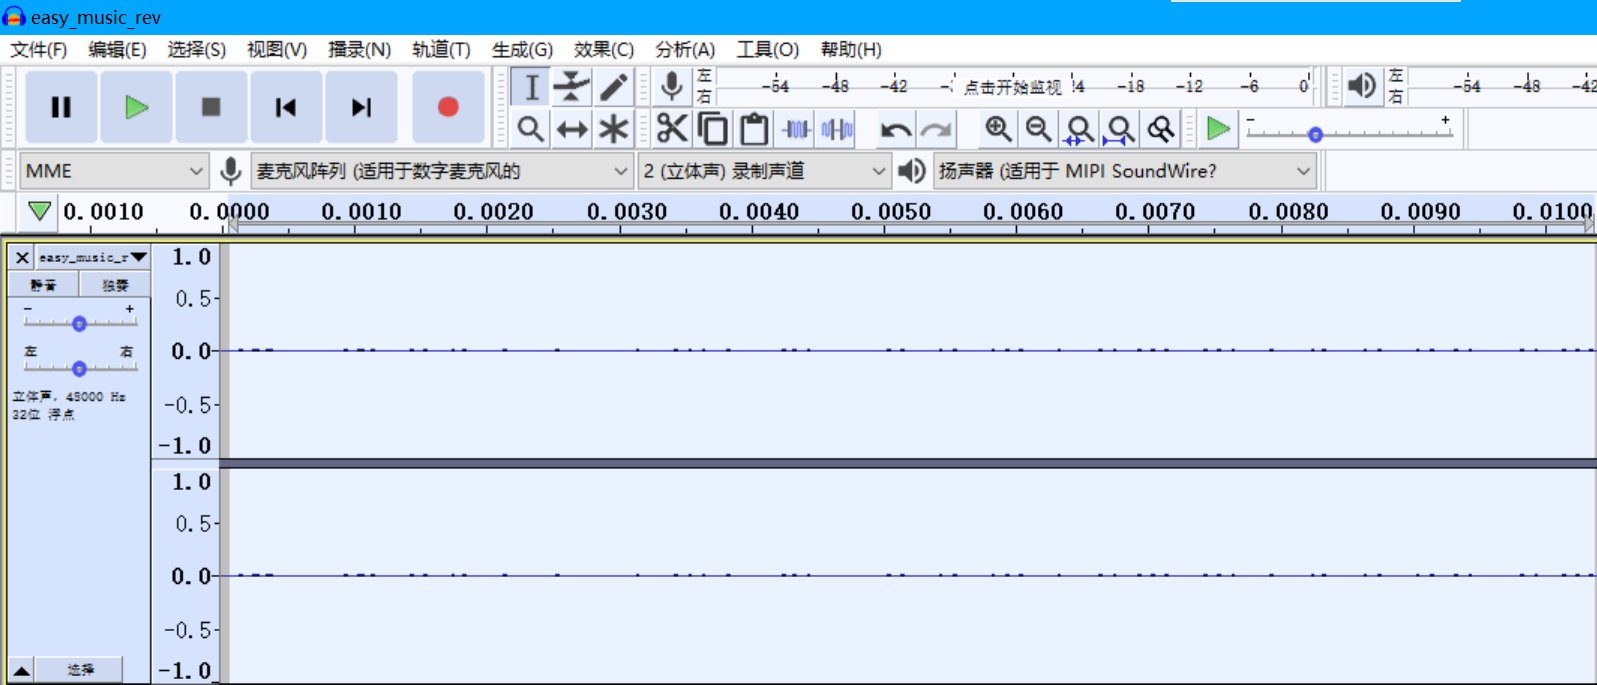 easy_music_rev
文件(F) 编辑(E) 选择(S) 视图(V) 播录(N) 轨道(T) 生成(G) 效果(C) 分析(A) 工具(O) 帮助(H)
左 -54 -48 -42 点击开始监视 -18 -12 -6 0 左 -54 -48 -42
右 右
- +
MME 麦克风阵列 (适用于数字麦克风的 2 (立体声) 录制声道 扬声器 (适用于 MIPI SoundWire?
0.0010 0.0000 0.0010 0.0020 0.0030 0.0040 0.0050 0.0060 0.0070 0.0080 0.0090 0.0100
easy_music_r 1.0
静音 独奏
0.5
- +
左 右 0.0
立体声, 48000 Hz
32位 浮点
-0.5
-1.0
1.0
0.5
0.0
-0.5
选择 -1.0